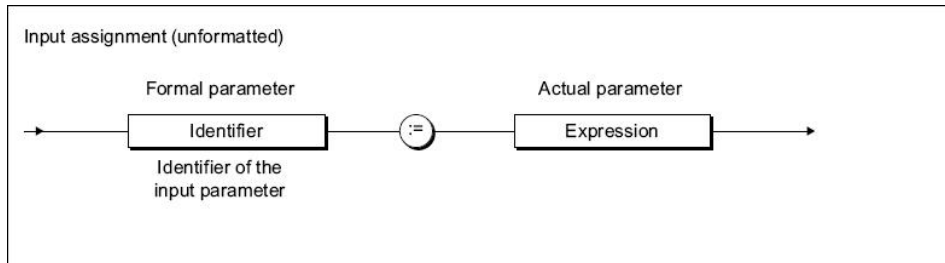 Input assignment (unformatted)
Formal parameter
Actual parameter
Identifier
:=
Expression
Identifier of the
input parameter